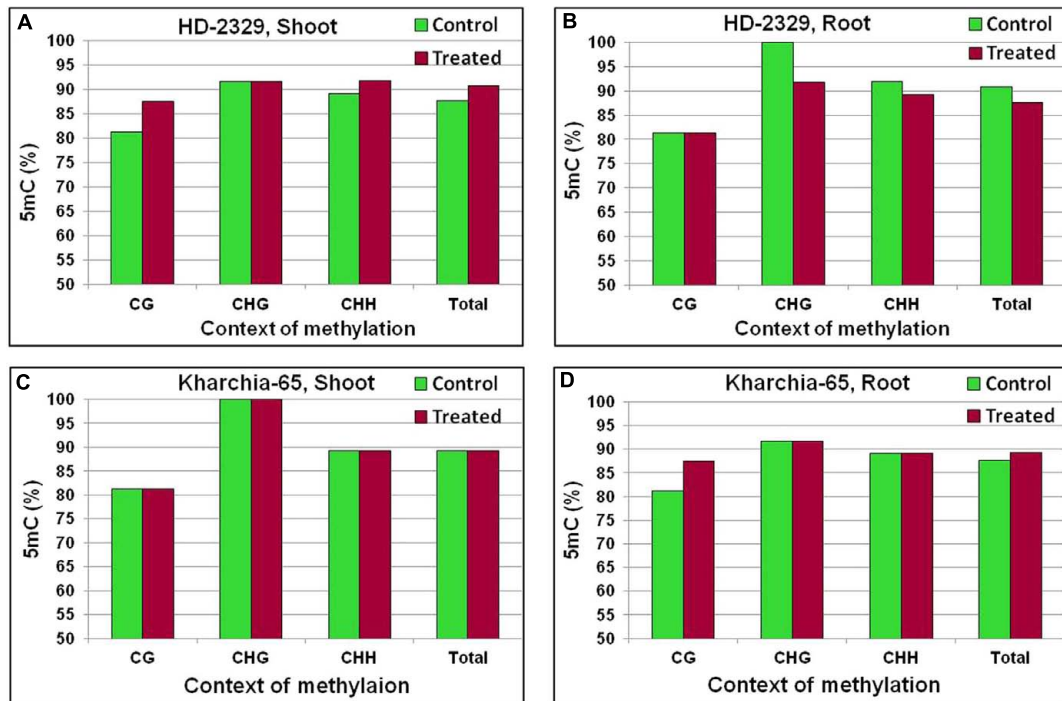 A
HD-2329, Shoot
Control
Treated
100
95
90
85
80
75
70
65
60
55
50
5mC (%)
CG CHG CHH Total
Context of methylation
B
HD-2329, Root
Control
Treated
100
95
90
85
80
75
70
65
60
55
50
5mC (%)
CG CHG CHH Total
Context of methylation
C
Kharchia-65, Shoot
Control
Treated
100
95
90
85
80
75
70
65
60
55
50
5mC (%)
CG CHG CHH Total
Context of methylaion
D
Kharchia-65, Root
Control
Treated
100
95
90
85
80
75
70
65
60
55
50
5mC (%)
CG CHG CHH Total
Context of methylation